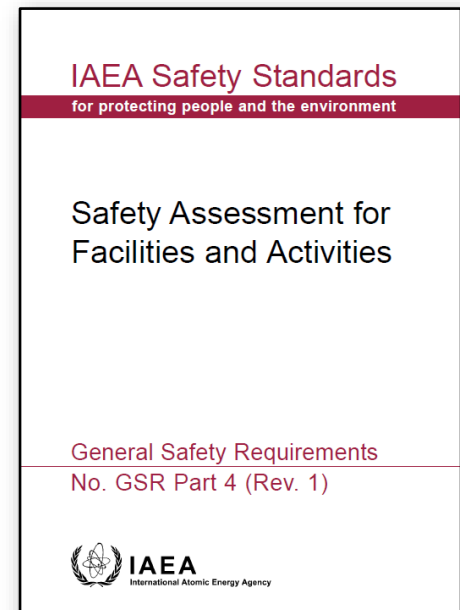 IAEA Safety Standards
for protecting people and the environment
Safety Assessment for
Facilities and Activities
General Safety Requirements
No. GSR Part 4 (Rev. 1)
IAEA
International Atomic Energy Agency